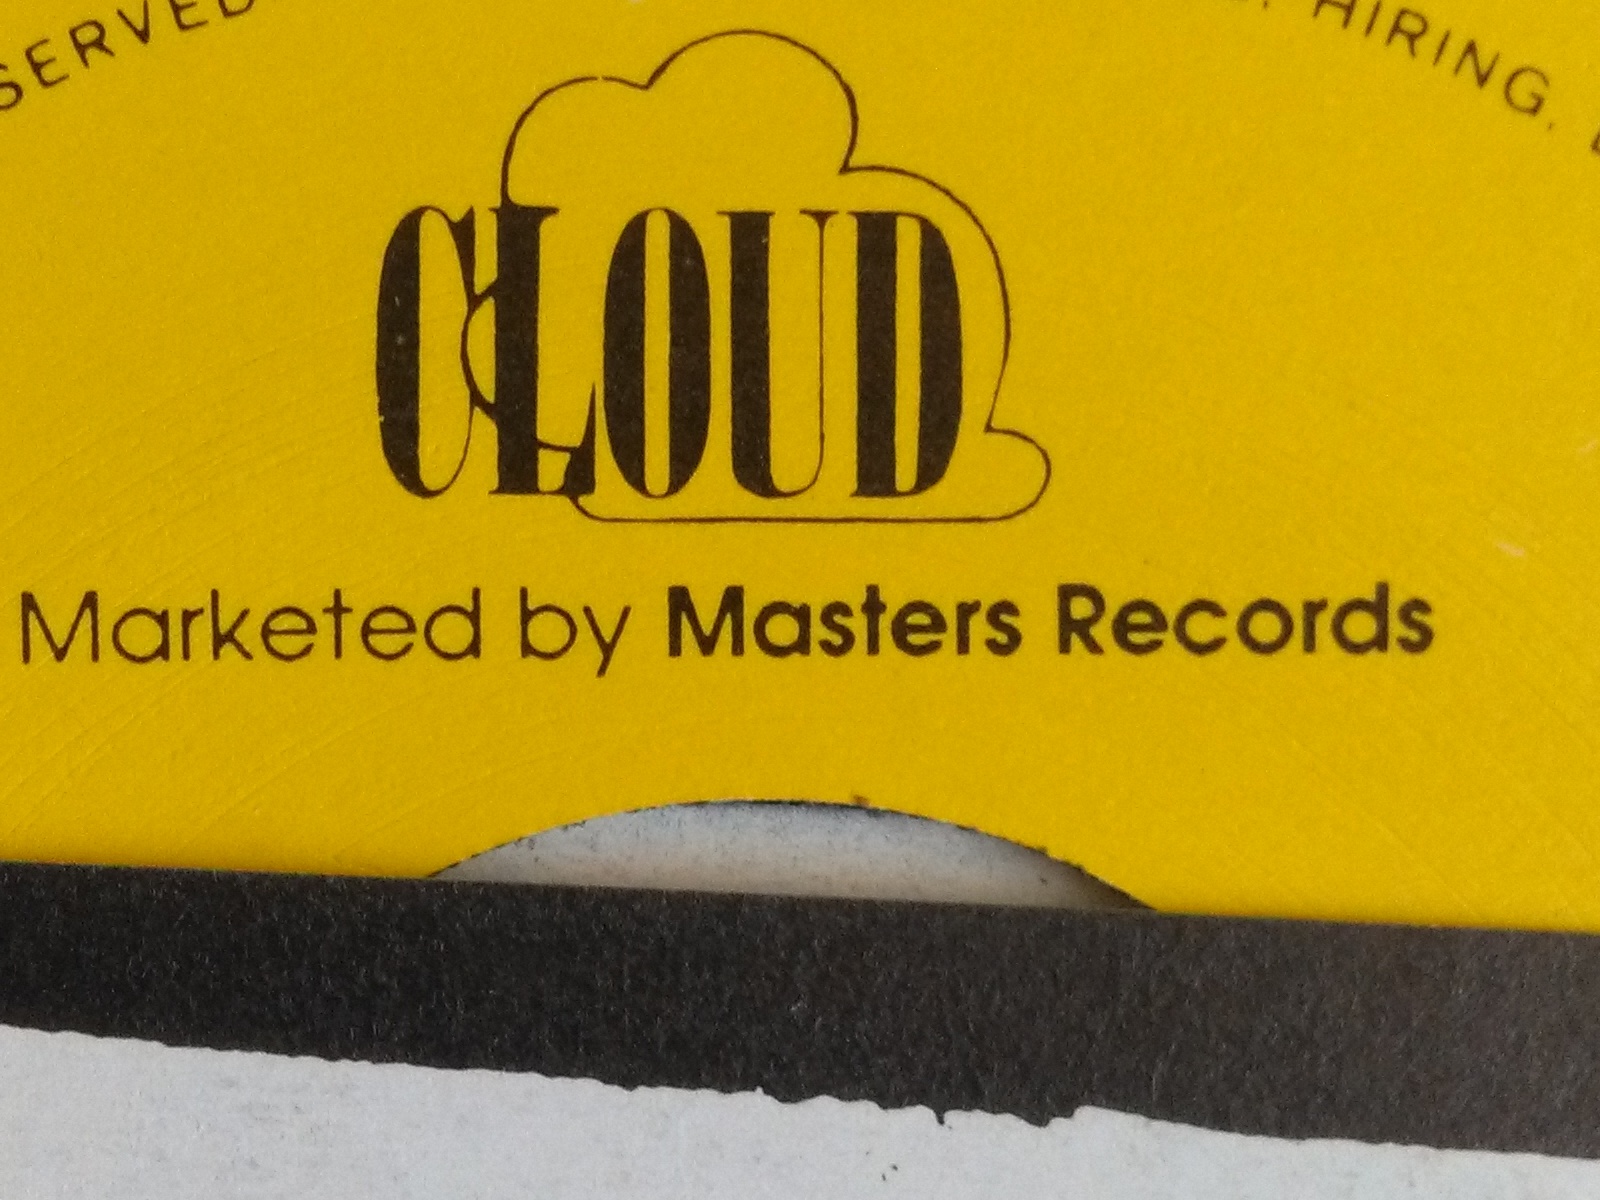 SERVED
HIRING.
CLOUD
Marketed by Masters Records